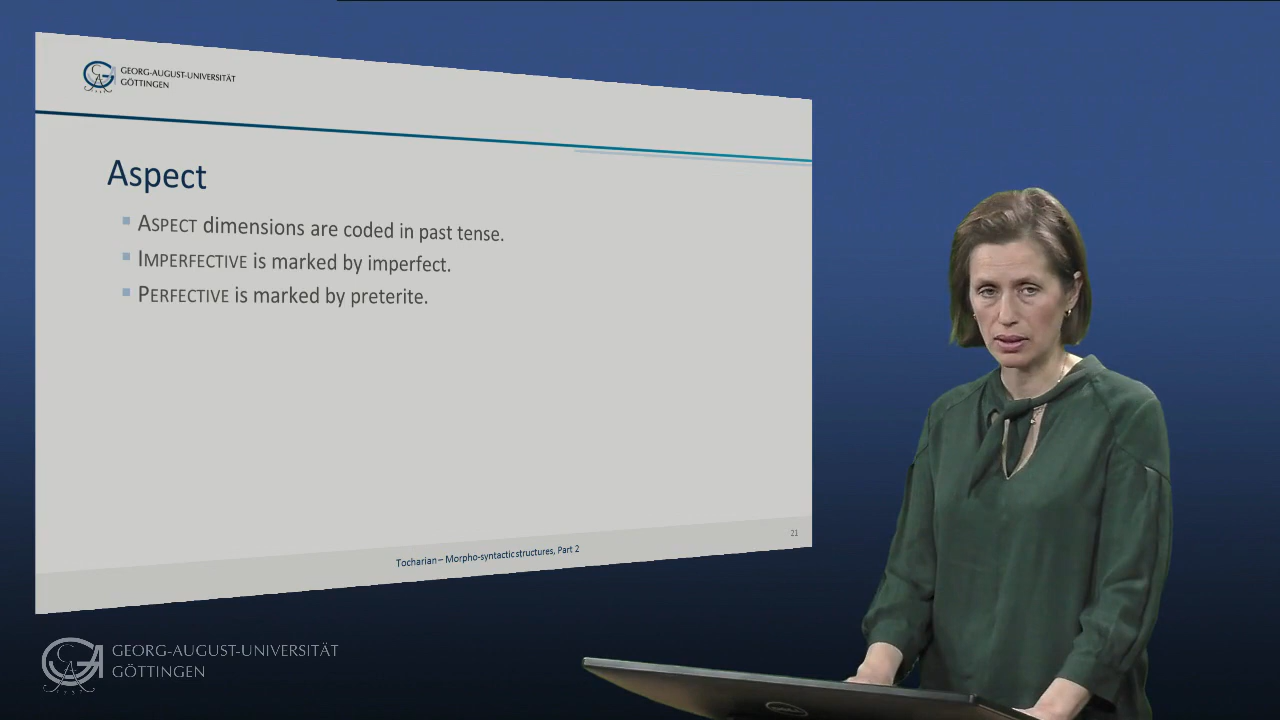 GEORG-AUGUST-UNIVERSITÄT
GÖTTINGEN
Aspect
ASPECT dimensions are coded in past tense.
IMPERFECTIVE is marked by imperfect.
PERFECTIVE is marked by preterite.
21
Tocharian – Morpho-syntactic structures, Part 2
GEORG-AUGUST-UNIVERSITÄT
GÖTTINGEN